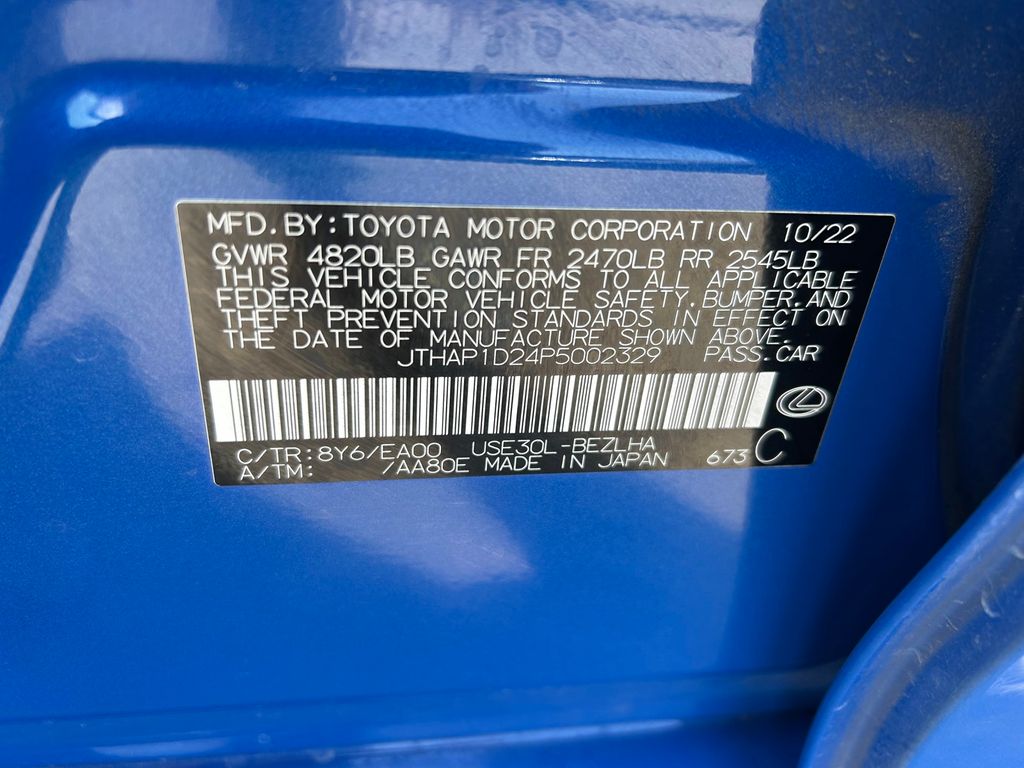 MFD. BY: TOYOTA MOTOR CORPORATION 10/22
GVWR 4820LB GAWR FR 2470LB RR 2545LB
THIS VEHICLE CONFORMS TO ALL APPLICABLE
FEDERAL MOTOR VEHICLE SAFETY, BUMPER, AND
THEFT PREVENTION STANDARDS IN EFFECT ON
THE DATE OF MANUFACTURE SHOWN ABOVE.
JTHAP1D24P5002329 PASS. CAR
C/TR: 8Y6/EA00 USE30L-BEZLHA
A/TM: /AA80E MADE IN JAPAN 673 C